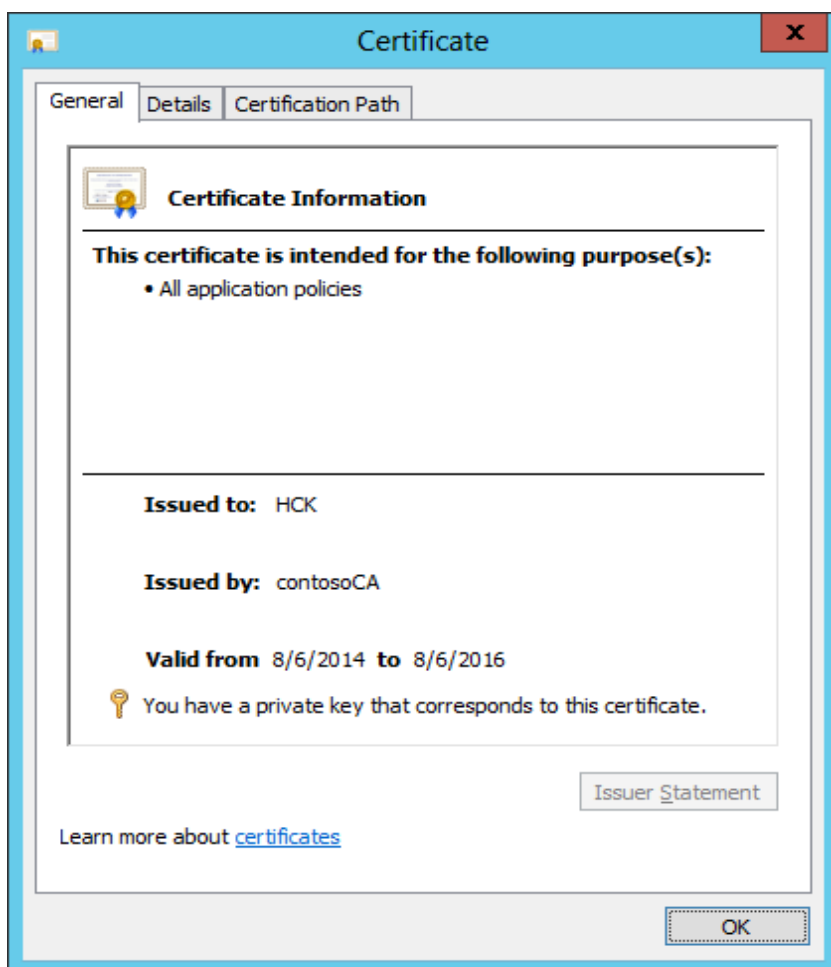 Certificate
x
General Details Certification Path
Certificate Information
This certificate is intended for the following purpose(s):
• All application policies
Issued to: HCK
Issued by: contosoCA
Valid from 8/6/2014 to 8/6/2016
You have a private key that corresponds to this certificate.
Issuer Statement
Learn more about certificates
OK